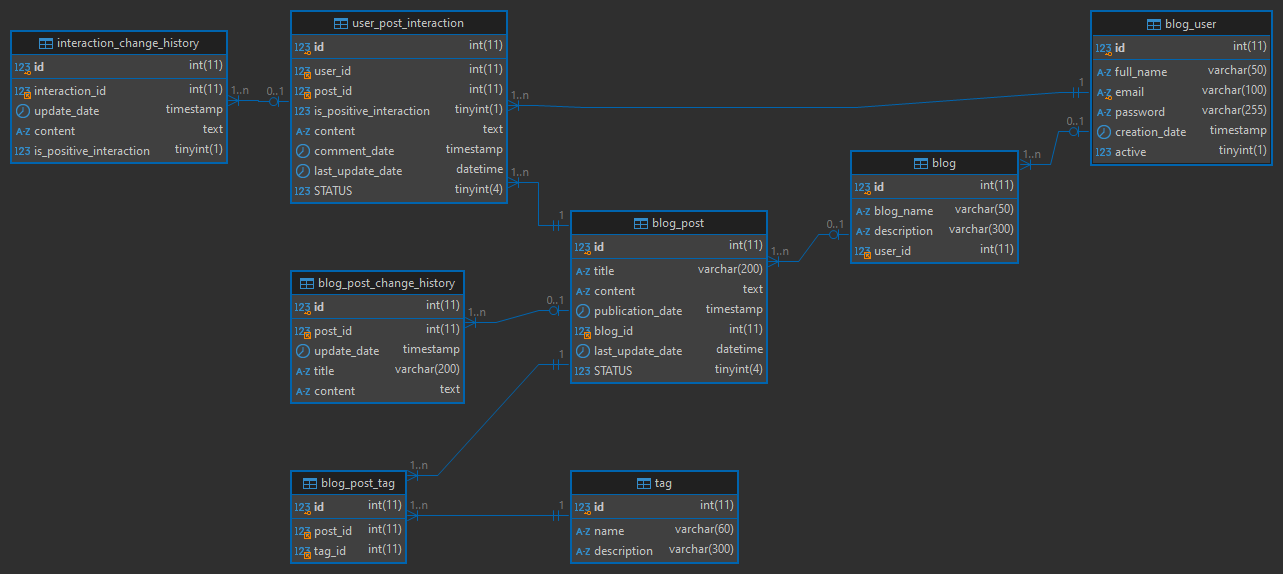 interaction_change_history
123 id int(11)
123 interaction_id int(11)
update_date timestamp
A-Z content text
123 is_positive_interaction tinyint(1)
1..n
0..1
user_post_interaction
123 id int(11)
123 user_id int(11)
123 post_id int(11)
123 is_positive_interaction tinyint(1)
A-Z content text
comment_date timestamp
last_update_date datetime
123 STATUS tinyint(4)
1..n
1
1..n
1
blog_user
123 id int(11)
A-Z full_name varchar(50)
A-Z email varchar(100)
A-Z password varchar(255)
creation_date timestamp
123 active tinyint(1)
0..1
1..n
blog
123 id int(11)
A-Z blog_name varchar(50)
A-Z description varchar(300)
123 user_id int(11)
0..1
1..n
blog_post
123 id int(11)
A-Z title varchar(200)
A-Z content text
publication_date timestamp
123 blog_id int(11)
last_update_date datetime
123 STATUS tinyint(4)
0..1
1..n
blog_post_change_history
123 id int(11)
123 post_id int(11)
update_date timestamp
A-Z title varchar(200)
A-Z content text
1
1..n
blog_post_tag
123 id int(11)
123 post_id int(11)
123 tag_id int(11)
1..n
1
tag
123 id int(11)
A-Z name varchar(60)
A-Z description varchar(300)